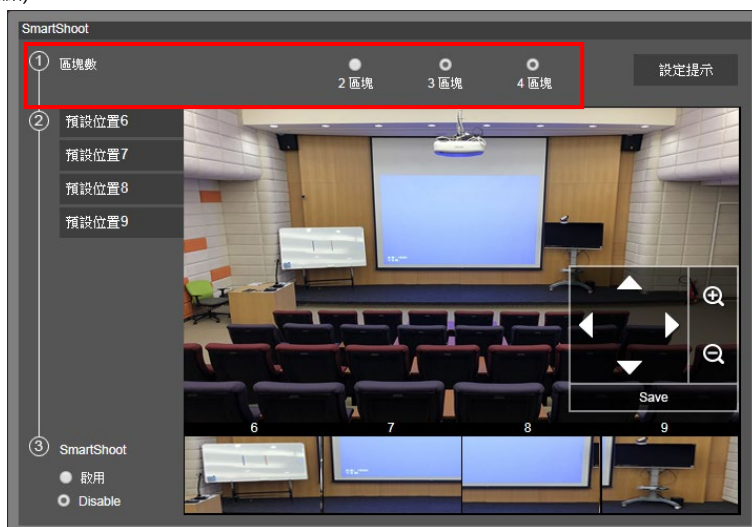 SmartShoot
1 區塊數
2 區塊
3 區塊
4 區塊
設定提示
2 預設位置6
預設位置7
預設位置8
預設位置9
Save
6 7 8 9
3 SmartShoot
啟用
Disable